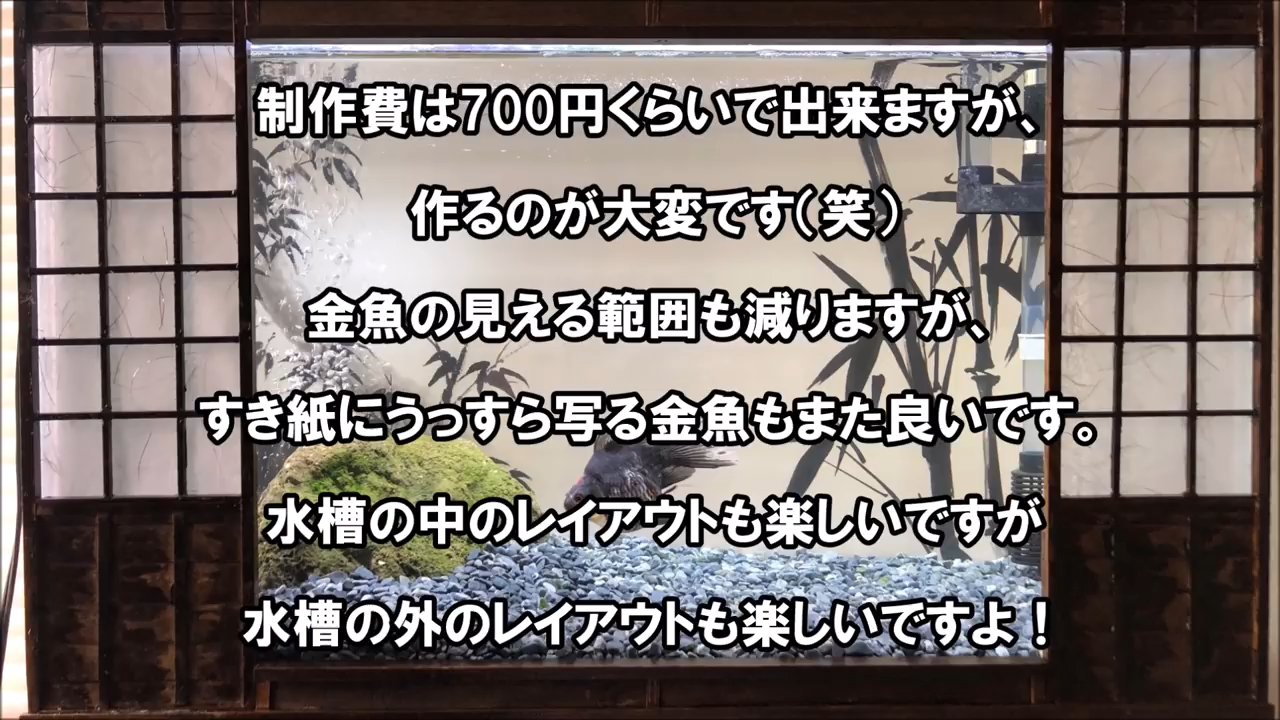 制作費は700円くらいで出来ますが、
作るのが大変です（笑）
金魚の見える範囲も減りますが、
すき紙にうっすら写る金魚もまた良いです。
水槽の中のレイアウトも楽しいですが
水槽の外のレイアウトも楽しいですよ！